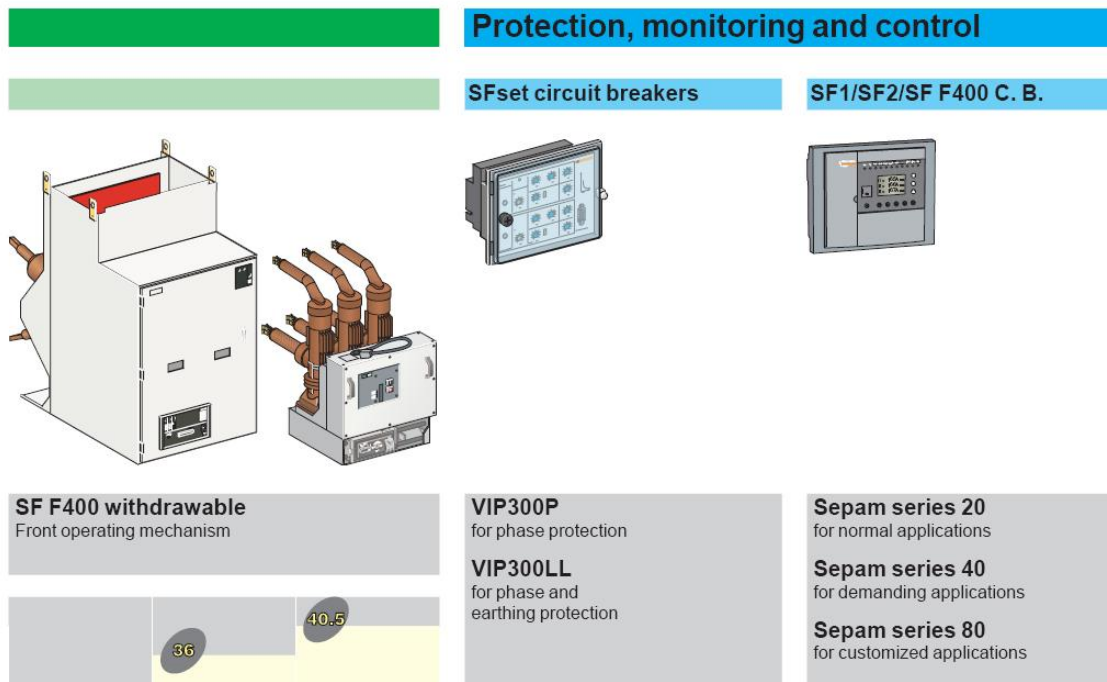 Protection, monitoring and control
SFset circuit breakers
SF1/SF2/SF F400 C. B.
SF F400 withdrawable
Front operating mechanism
VIP300P
for phase protection
VIP300LL
for phase and
earthing protection
Sepam series 20
for normal applications
Sepam series 40
for demanding applications
Sepam series 80
for customized applications
36
40.5